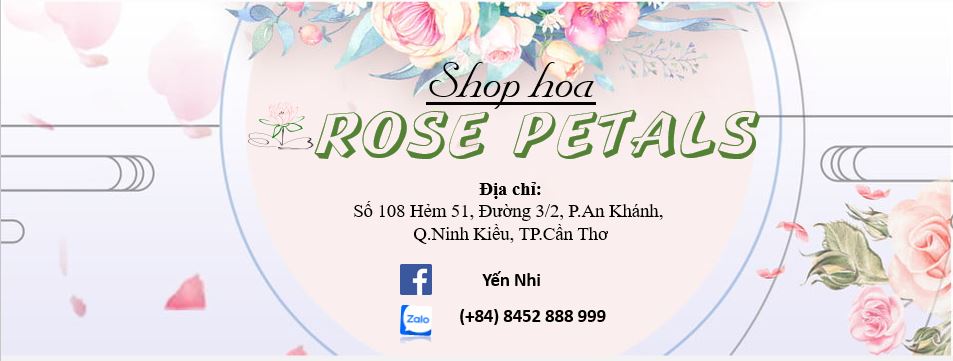 Shop hoa
ROSE PETALS
Địa chỉ:
Số 108 Hẻm 51, Đường 3/2, P.An Khánh,
Q.Ninh Kiều, TP.Cần Thơ
Yến Nhi
Zalo
(+84) 8452 888 999